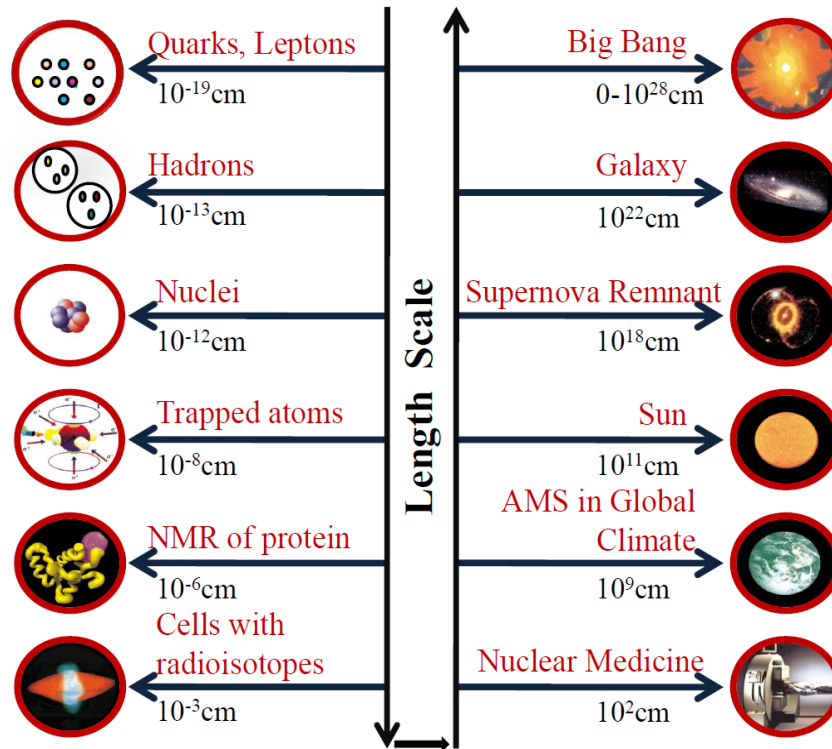 Quarks, Leptons
10⁻¹⁹cm
Hadrons
10⁻¹³cm
Nuclei
10⁻¹²cm
Trapped atoms
10⁻⁸cm
NMR of protein
10⁻⁶cm
Cells with
radioisotopes
10⁻³cm
Length Scale
Big Bang
0-10²⁸cm
Galaxy
10²²cm
Supernova Remnant
10¹⁸cm
Sun
10¹¹cm
AMS in Global
Climate
10⁹cm
Nuclear Medicine
10²cm